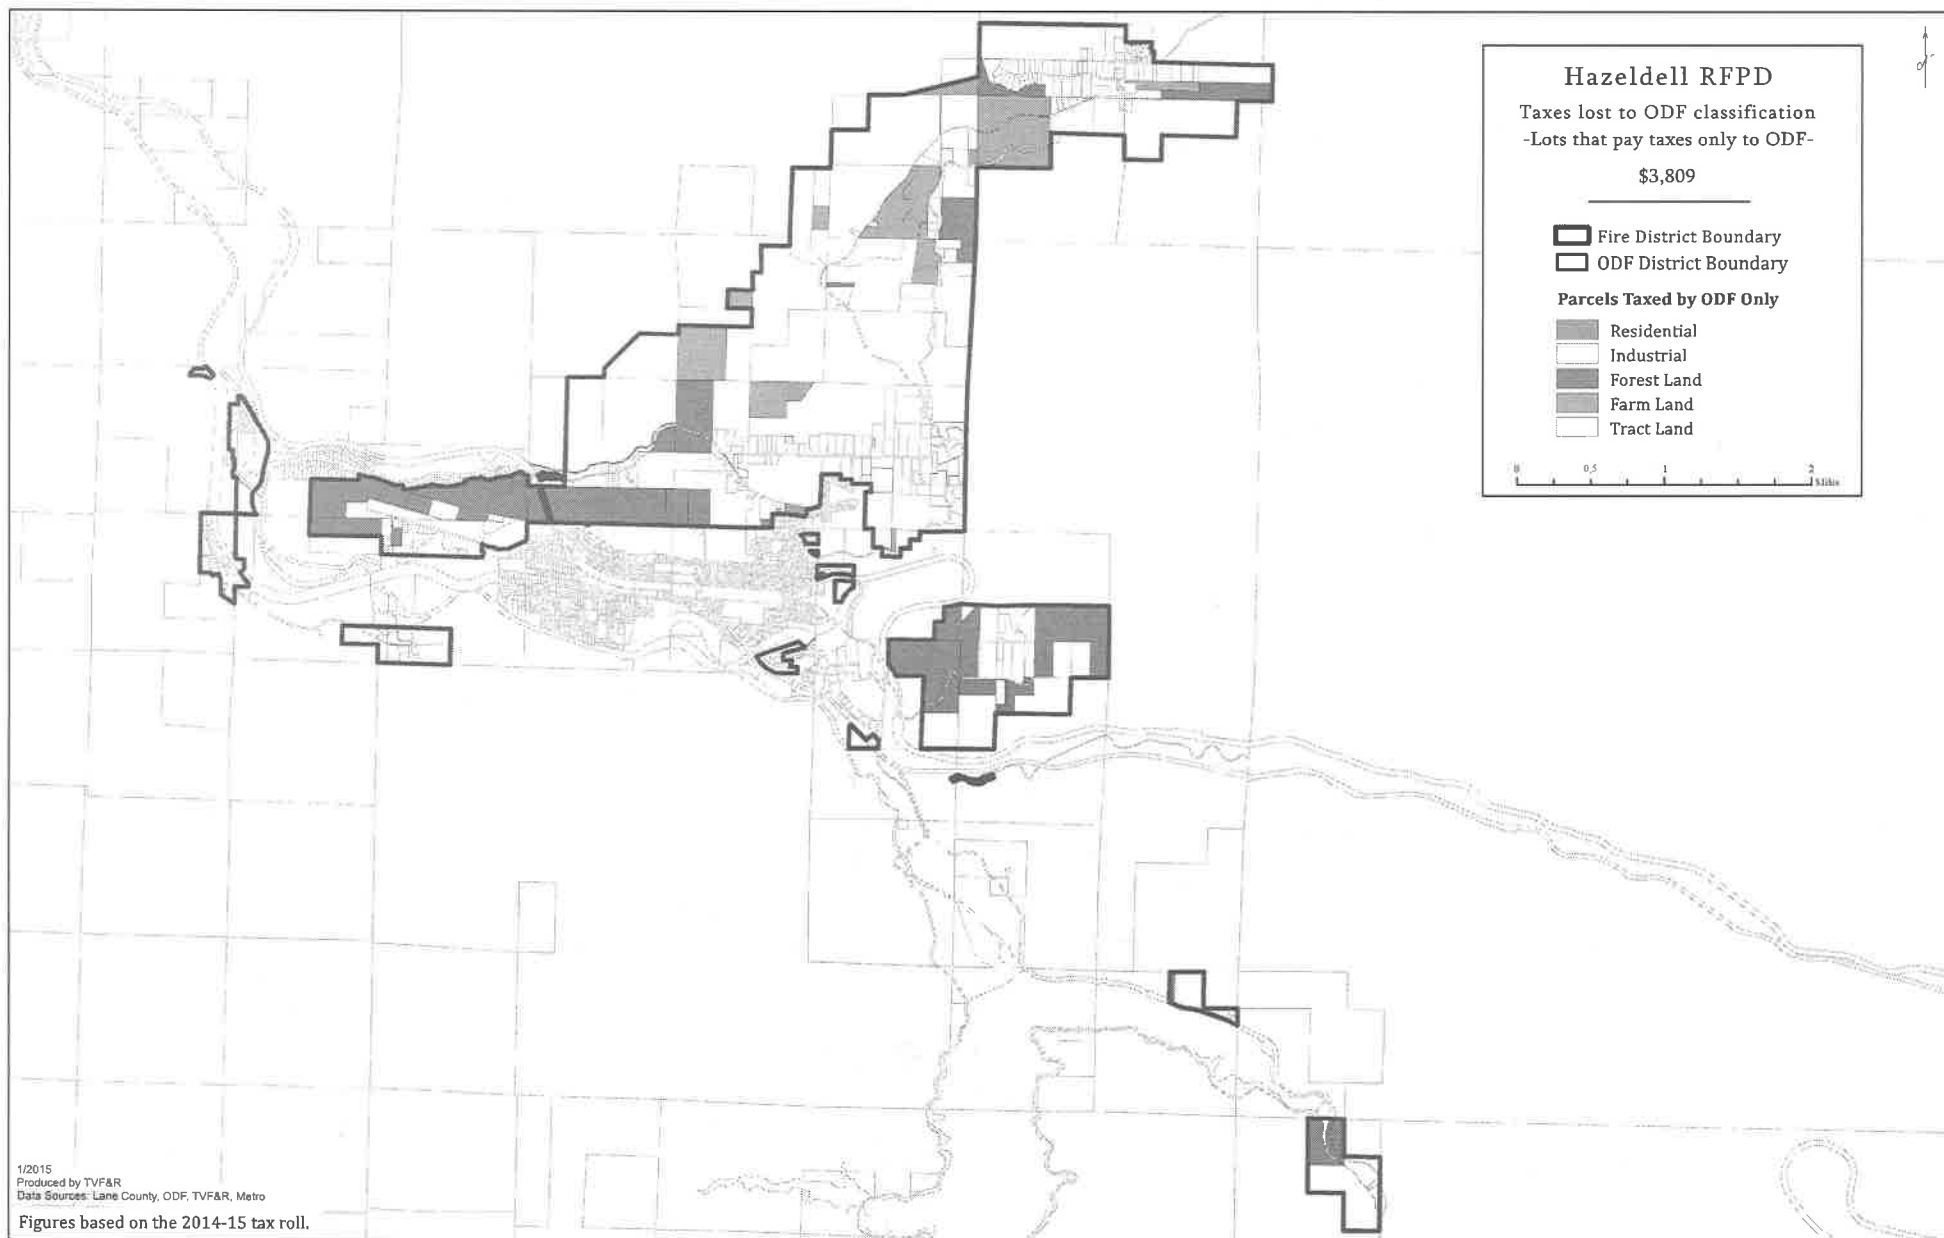 Hazeldell RFPD
Taxes lost to ODF classification
-Lots that pay taxes only to ODF-
$3,809
Fire District Boundary
ODF District Boundary
Parcels Taxed by ODF Only
Residential
Industrial
Forest Land
Farm Land
Tract Land
0 0.5 1 2
Miles
1/2015
Produced by TVF&R
Data Sources: Lane County, ODF, TVF&R, Metro
Figures based on the 2014-15 tax roll.